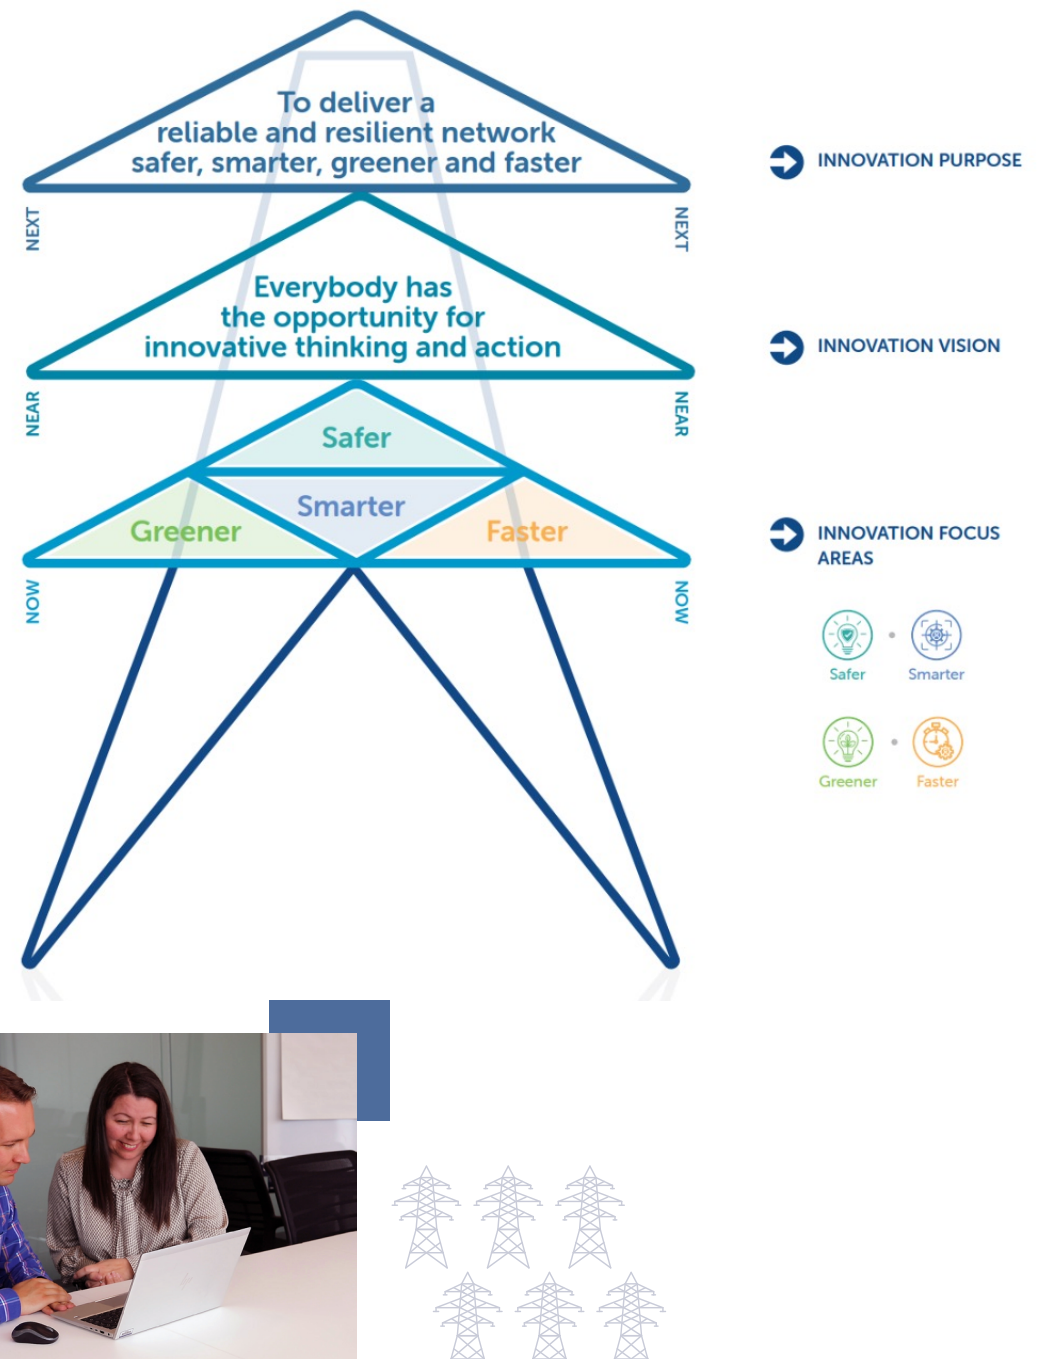 To deliver a
reliable and resilient network
safer, smarter, greener and faster
INNOVATION PURPOSE
NEXT
NEXT
Everybody has
the opportunity for
innovative thinking and action
INNOVATION VISION
NEAR
NEAR
Safer
Smarter
Greener
Faster
INNOVATION FOCUS
AREAS
NOW
NOW
Safer
Smarter
Greener
Faster